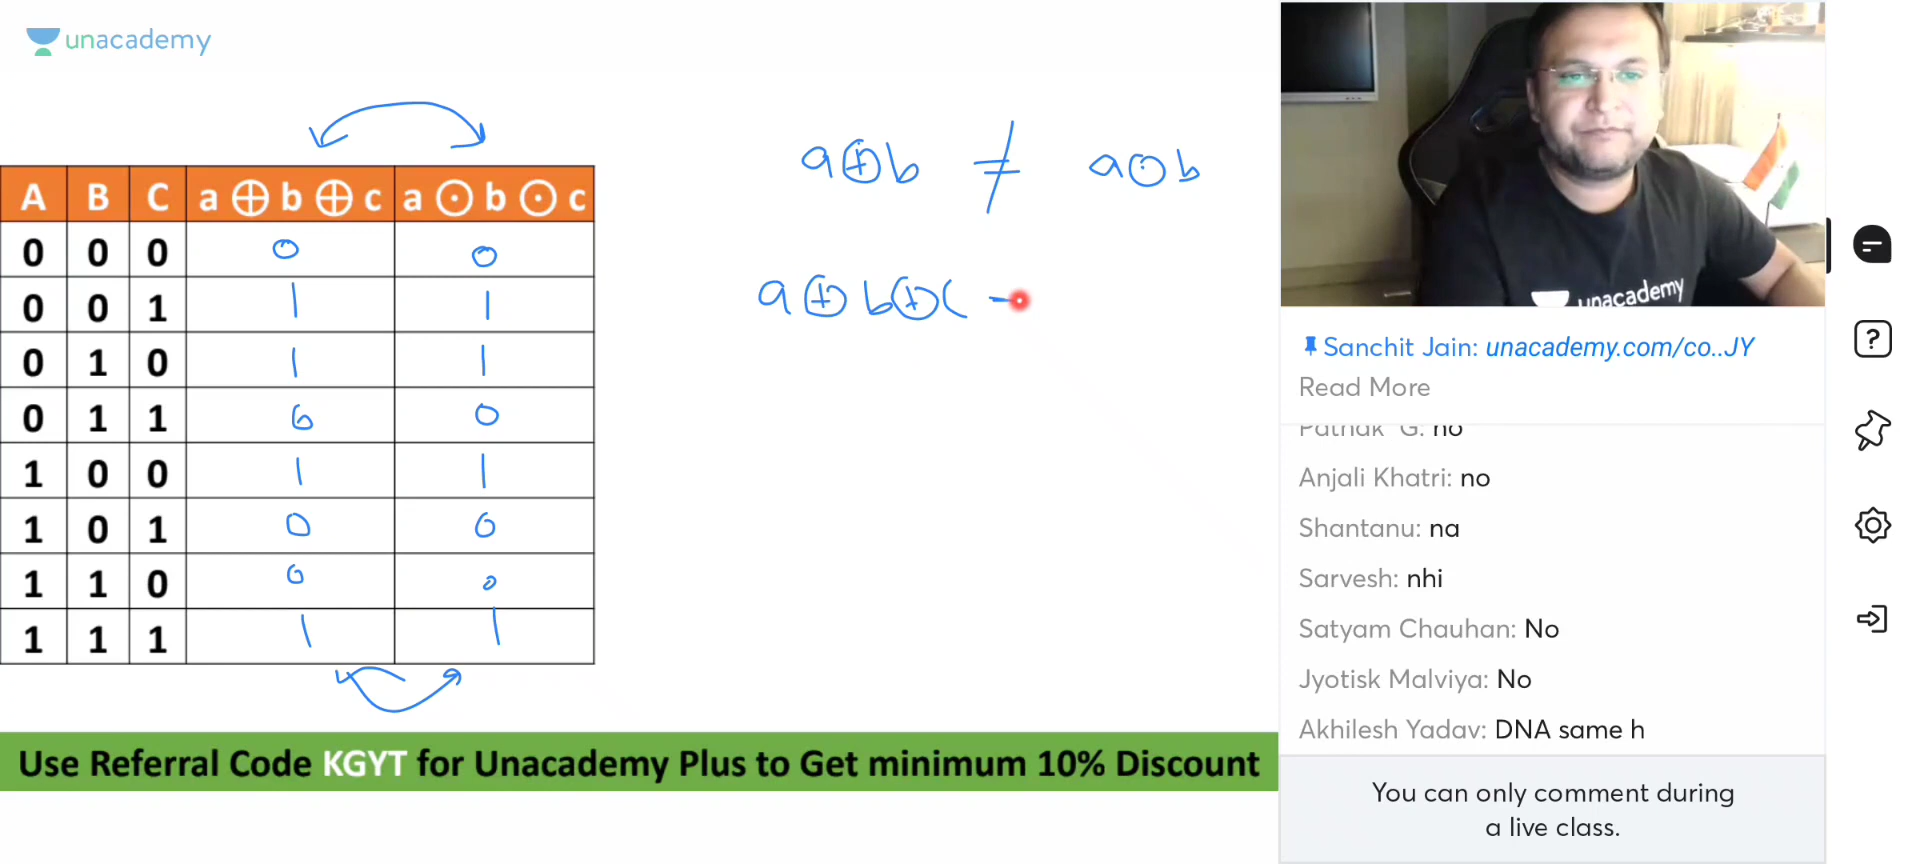 unacademy
a ⊕ b ≠ a ⊙ b
A B C a ⊕ b ⊕ c a ⊙ b ⊙ c
0 0 0 0 0
0 0 1 1 1
0 1 0 1 1
0 1 1 0 0
1 0 0 1 1
1 0 1 0 0
1 1 0 0 0
1 1 1 1 1
a ⊕ b ⊕ c -
Use Referral Code KGYT for Unacademy Plus to Get minimum 10% Discount
unacademy
Sanchit Jain: unacademy.com/co..JY
Read More
Pathak G: no
Anjali Khatri: no
Shantanu: na
Sarvesh: nhi
Satyam Chauhan: No
Jyotisk Malviya: No
Akhilesh Yadav: DNA same h
You can only comment during
a live class.
?